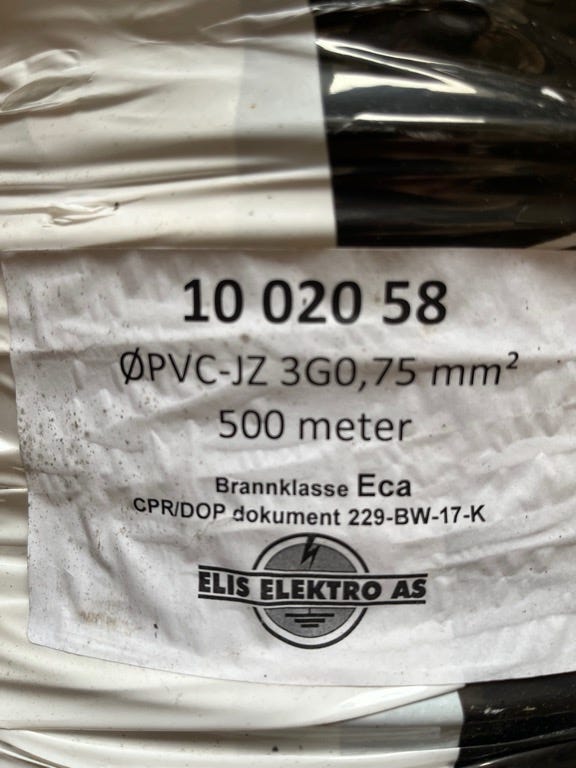 10 020 58
ØPVC-JZ 3G0,75 mm²
500 meter
Brannklasse Eca
CPR/DOP dokument 229-BW-17-K
ELIS ELEKTRO AS